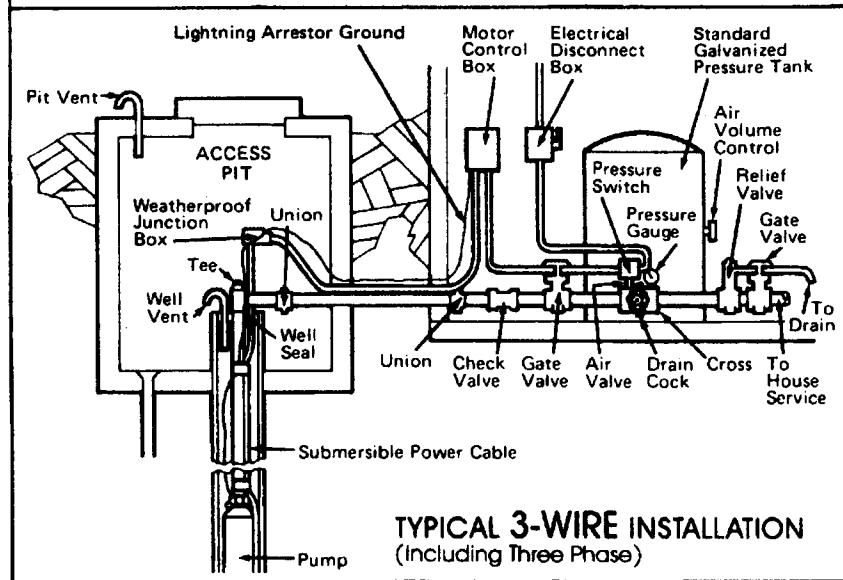 Lightning Arrestor Ground
Motor
Control
Box
Electrical
Disconnect
Box
Standard
Galvanized
Pressure Tank
Pit Vent
Air
Volume
Control
ACCESS
PIT
Pressure
Switch
Relief
Valve
Weatherproof
Junction
Box
Union
Pressure
Gauge
Gate
Valve
Tee
Well
Vent
Well
Seal
To
Drain
Union
Check
Valve
Gate
Valve
Air
Valve
Drain
Cock
Cross
To
House
Service
Submersible Power Cable
Pump
TYPICAL 3-WIRE INSTALLATION
(Including Three Phase)